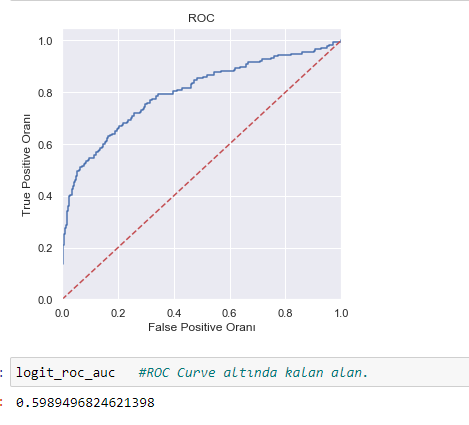 ROC
1.0
0.8
0.6
0.4
0.2
0.0
True Positive Oranı
0.0 0.2 0.4 0.6 0.8 1.0
False Positive Oranı
: logit_roc_auc #ROC Curve altında kalan alan.
: 0.5989496824621398